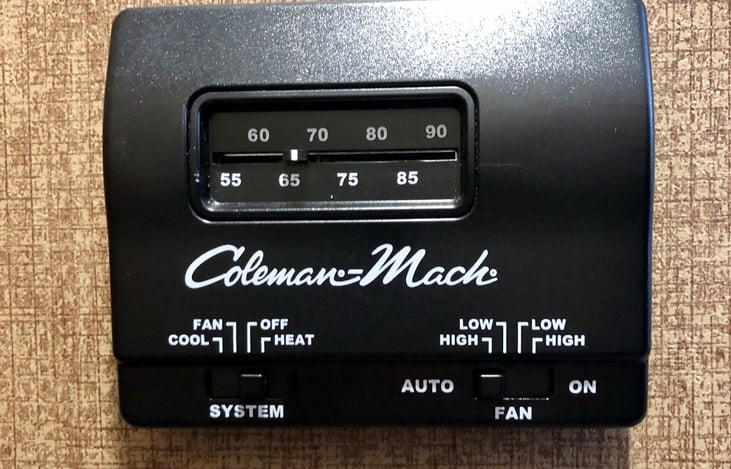 60 70 80 90
55 65 75 85
Coleman-Mach
FAN OFF
COOL HEAT
LOW LOW
HIGH HIGH
AUTO ON
SYSTEM FAN